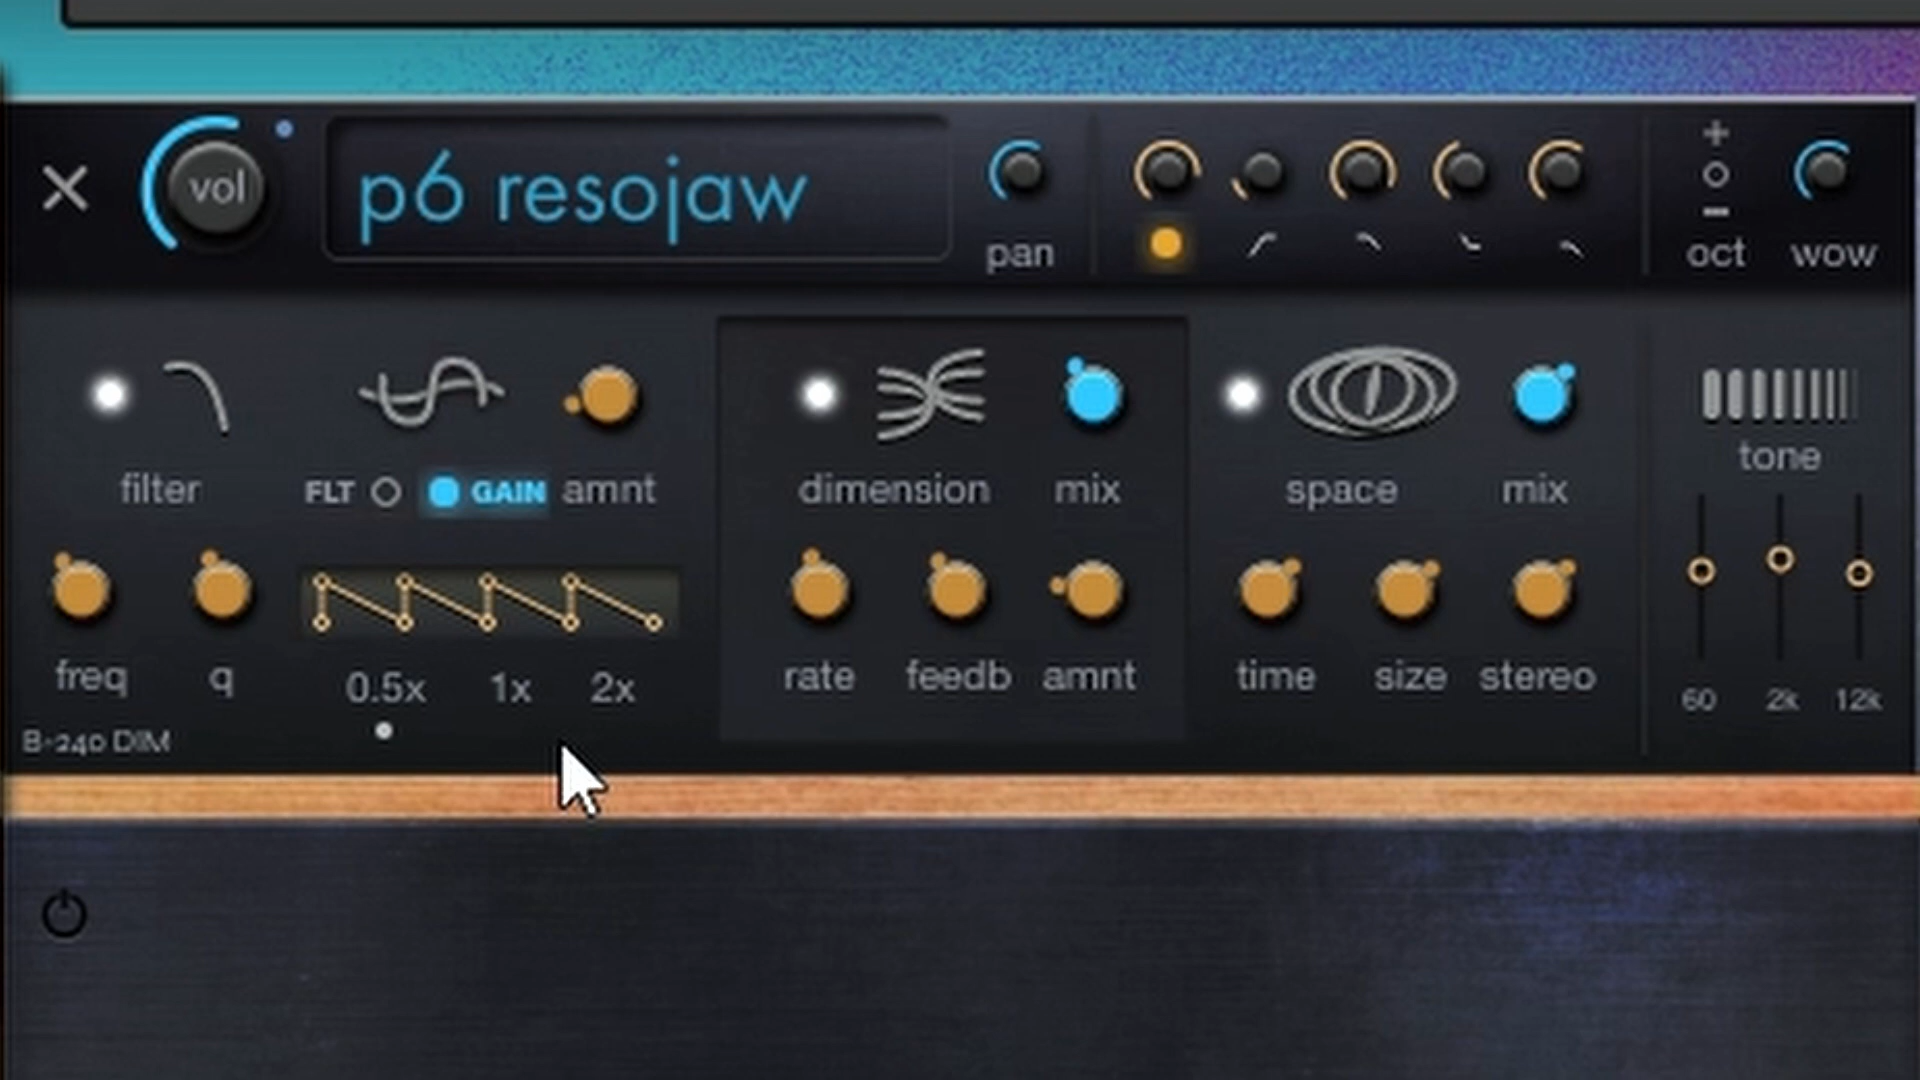 vol
p6 resojaw
pan
oct wow
filter
FLT GAIN amnt
dimension mix
space mix
tone
freq q
0.5x 1x 2x
rate feedb amnt
time size stereo
60 2k 12k
B-240 DIM